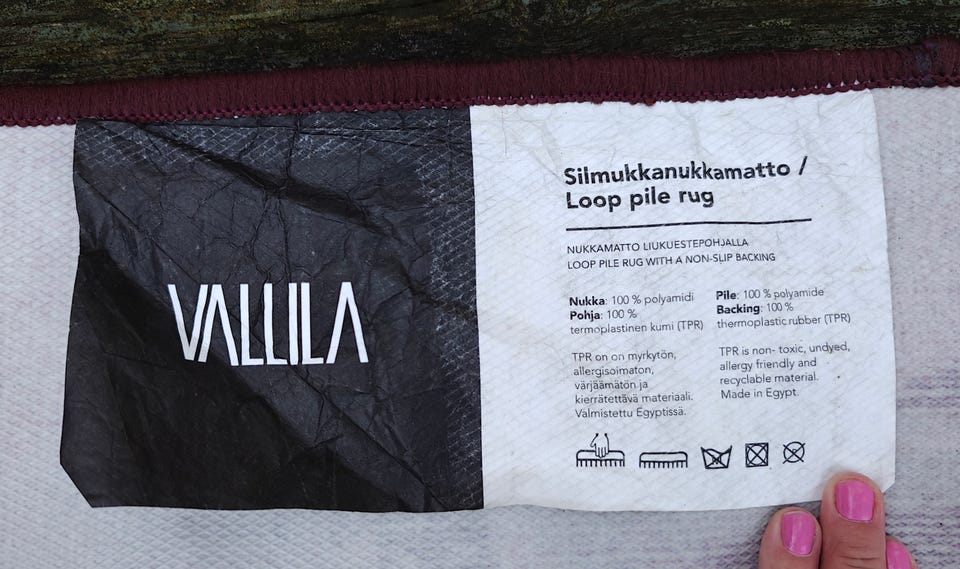 VALLILA
Silmukkanukkamatto /
Loop pile rug
NUKKAMATTO LIUKUESTEPOHJALLA
LOOP PILE RUG WITH A NON-SLIP BACKING
Nukka: 100 % polyamidi
Pohja: 100 %
termoplastinen kumi (TPR)
TPR on on myrkytön,
allergisoimaton,
värjäämätön ja
kierrätettävä materiaali.
Valmistettu Egyptissä.
Pile: 100 % polyamide
Backing: 100 %
thermoplastic rubber (TPR)
TPR is non- toxic, undyed,
allergy friendly and
recyclable material.
Made in Egypt.